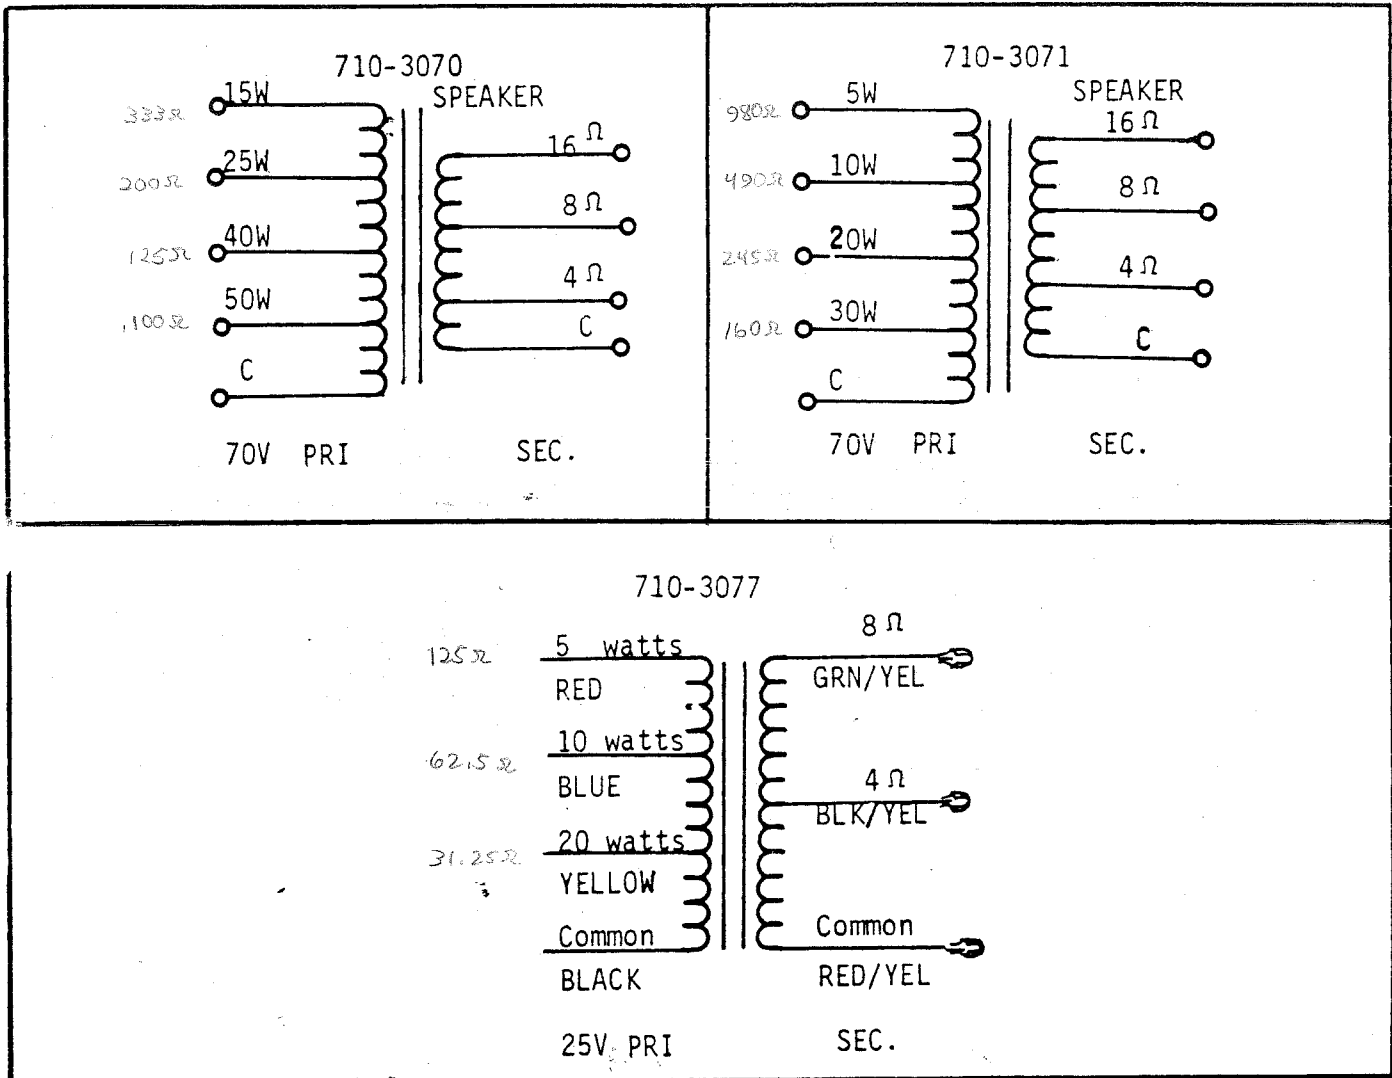 710-3070
SPEAKER
333Ω 15W
16 Ω
200Ω 25W
8 Ω
125Ω 40W
4 Ω
100Ω 50W
C
C
70V PRI
SEC.
710-3071
SPEAKER
980Ω 5W
16 Ω
490Ω 10W
8 Ω
245Ω 20W
4 Ω
160Ω 30W
C
C
70V PRI
SEC.
710-3077
125Ω 5 watts
8 Ω
RED
GRN/YEL
62.5Ω 10 watts
4 Ω
BLUE
BLK/YEL
31.25Ω 20 watts
YELLOW
Common
Common
BLACK
RED/YEL
25V PRI
SEC.